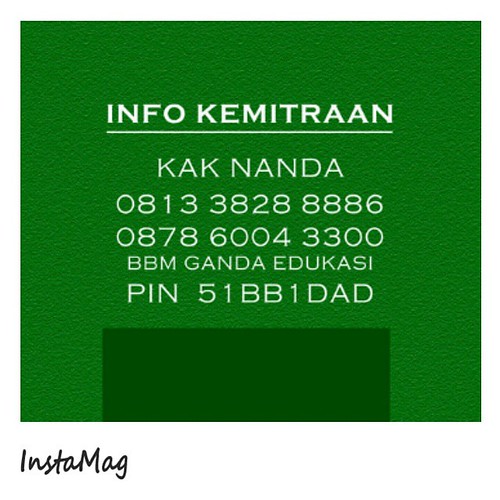 INFO KEMITRAAN
KAK NANDA
0813 3828 8886
0878 6004 3300
BBM GANDA EDUKASI
PIN 51BB1DAD
InstaMag